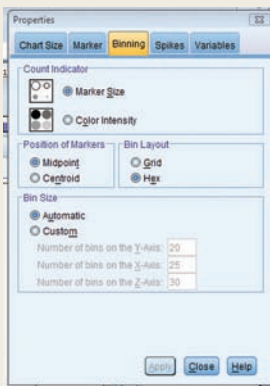 Properties
Chart Size Marker Binning Spikes Variables
Count Indicator
Marker Size
Color Intensity
Position of Markers
Midpoint
Centroid
Bin Layout
Grid
Hex
Bin Size
Automatic
Custom
Number of bins on the Y-Axis: 20
Number of bins on the X-Axis: 25
Number of bins on the Z-Axis: 30
Apply Close Help